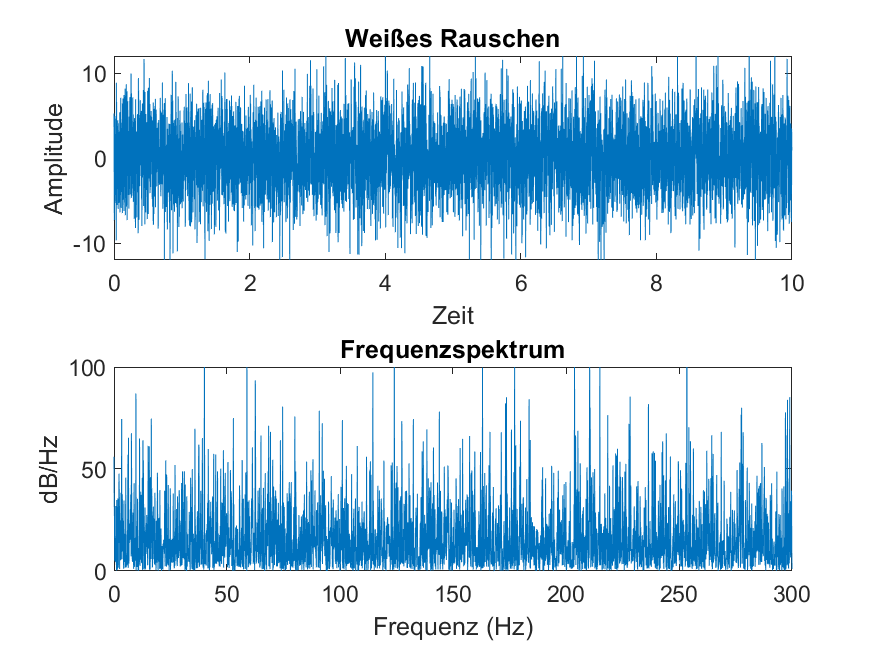 Weißes Rauschen
10
0
-10
Amplitude
0 2 4 6 8 10
Zeit
Frequenzspektrum
100
50
0
dB/Hz
0 50 100 150 200 250 300
Frequenz (Hz)